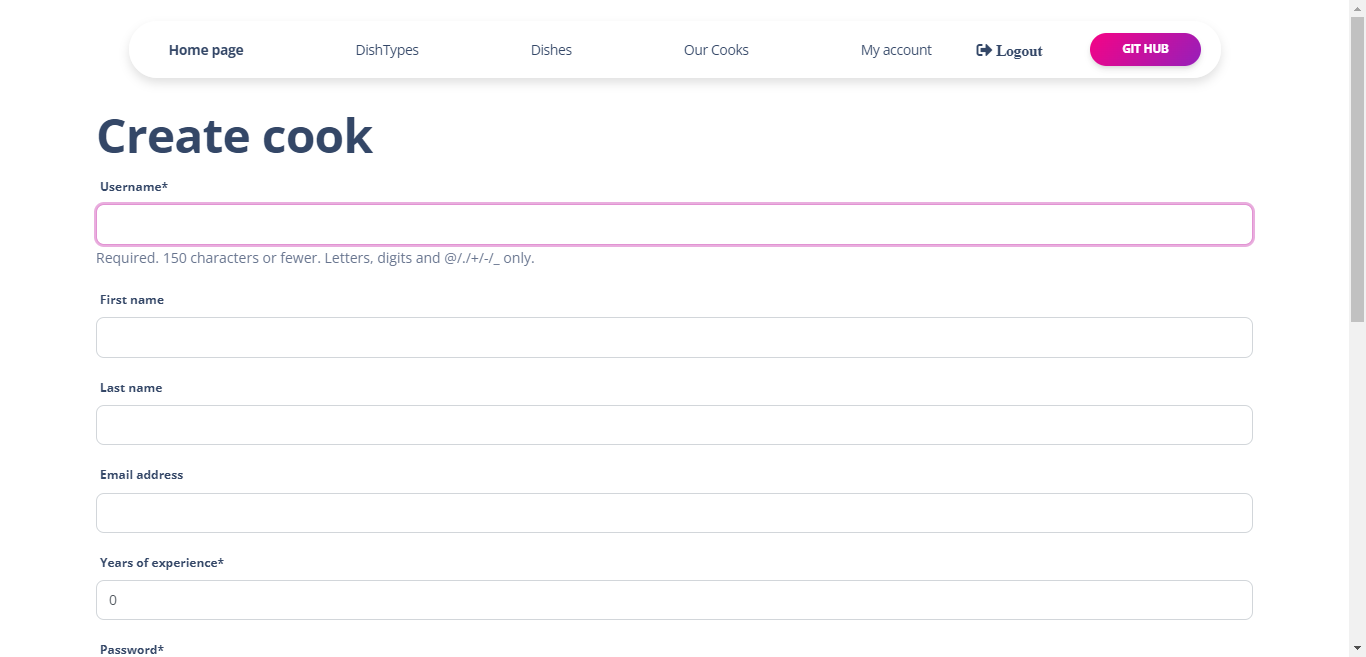 Home page DishTypes Dishes Our Cooks My account Logout GIT HUB
Create cook
Username*
Required. 150 characters or fewer. Letters, digits and @/./+/-/_ only.
First name
Last name
Email address
Years of experience*
0
Password*